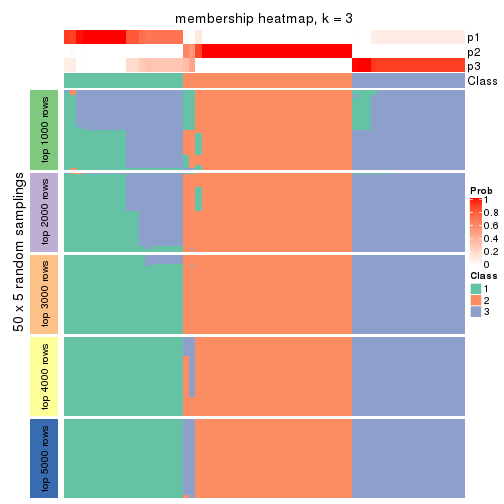 membership heatmap, k = 3
p1
p2
p3
Class
50 x 5 random samplings
top 1000 rows
top 2000 rows
top 3000 rows
top 4000 rows
top 5000 rows
Prob
1
0.8
0.6
0.4
0.2
0
Class
1
2
3